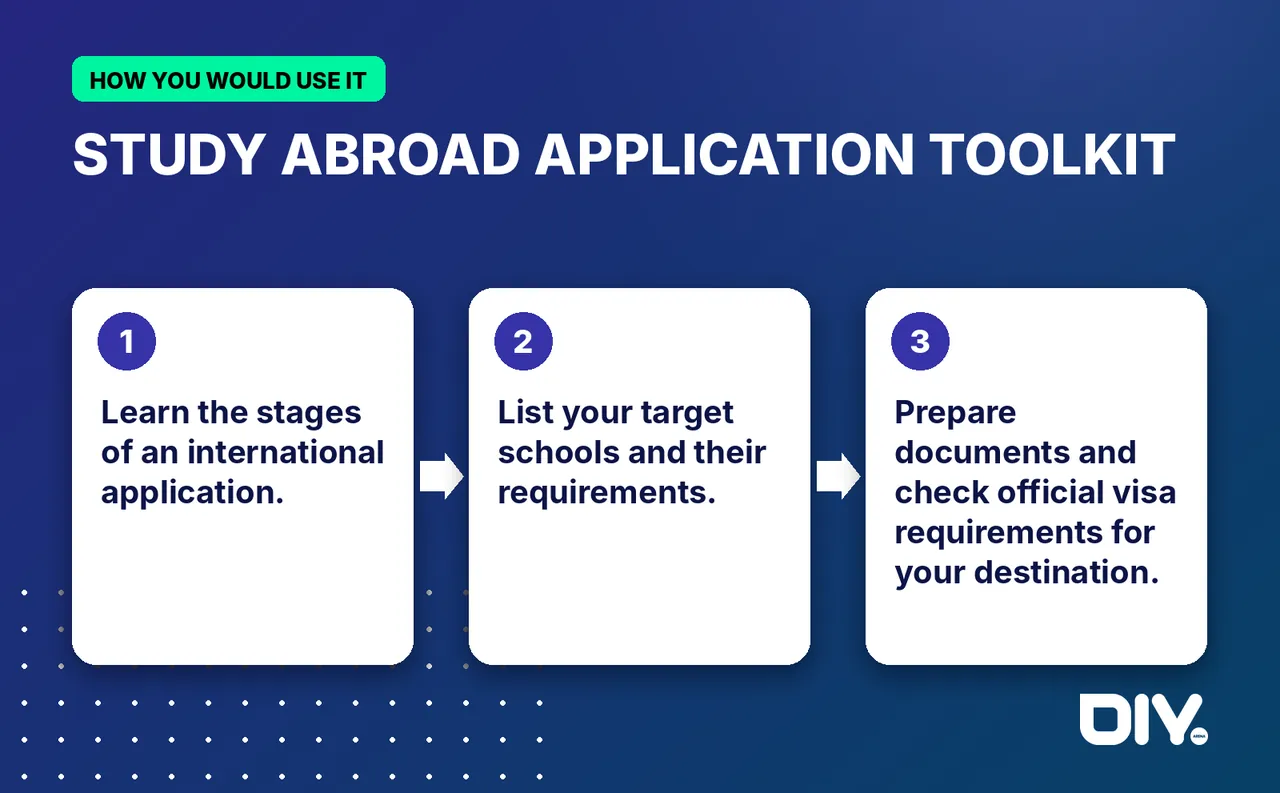 HOW YOU WOULD USE IT
STUDY ABROAD APPLICATION TOOLKIT
1
Learn the stages
of an international
application.
2
List your target
schools and their
requirements.
3
Prepare
documents and
check official visa
requirements for
your destination.
DIY.